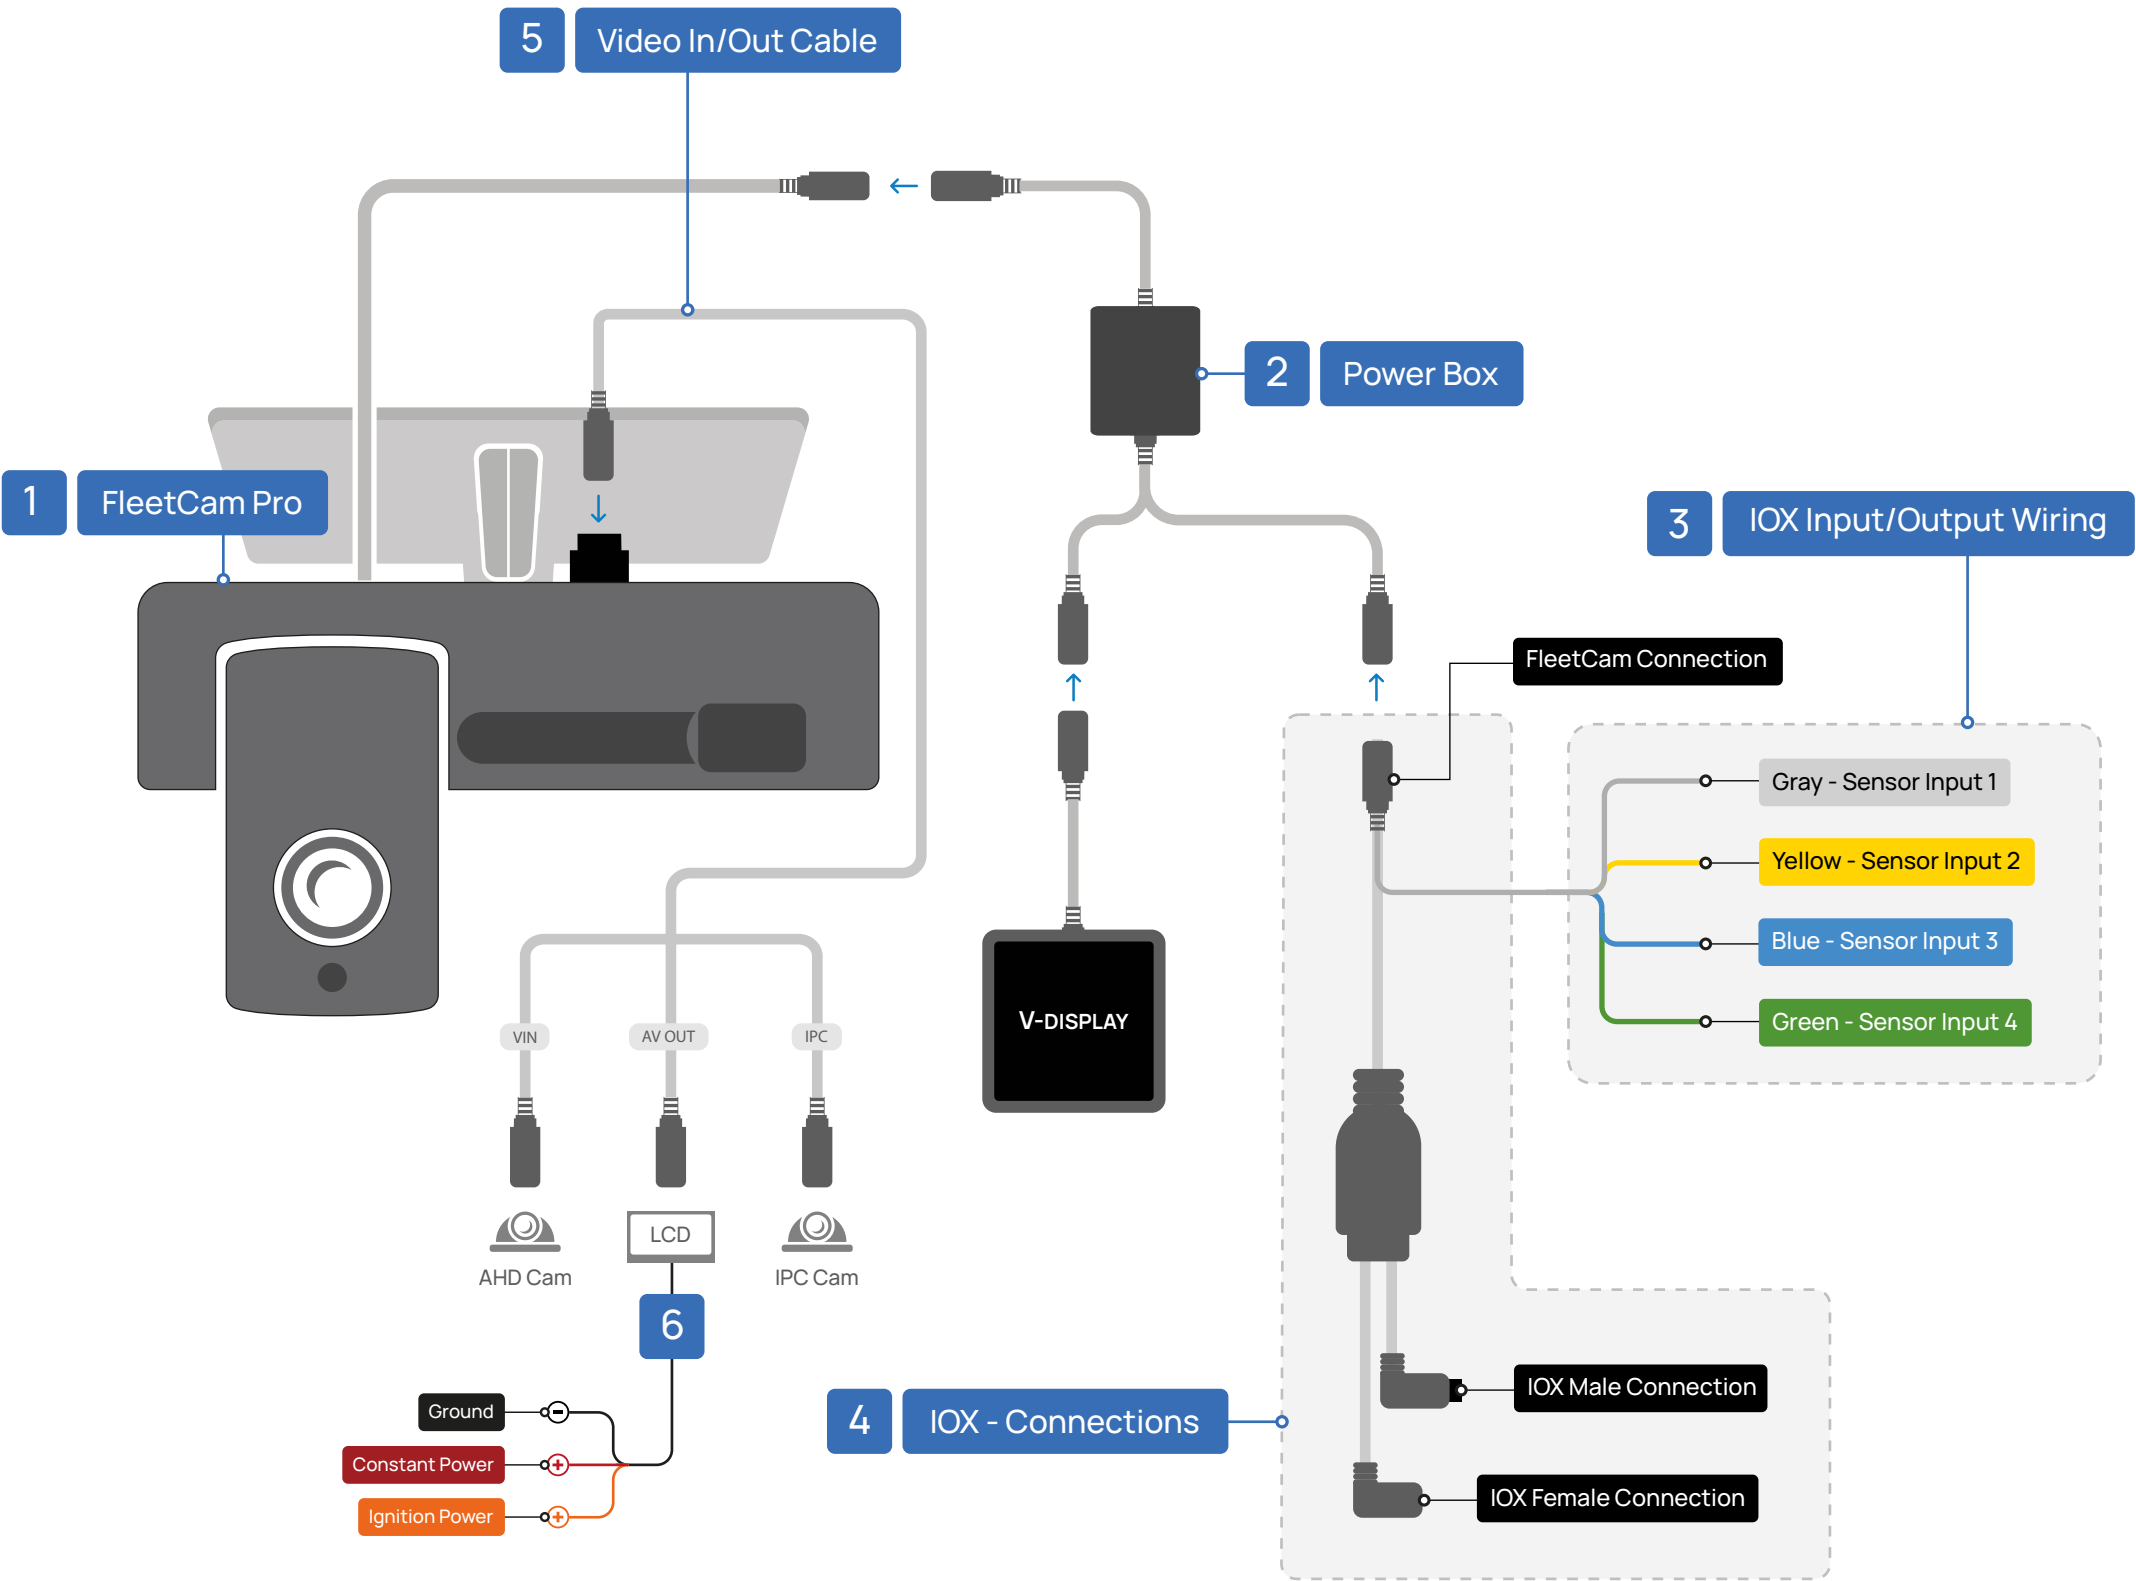 5 Video In/Out Cable
2 Power Box
1 FleetCam Pro
3 IOX Input/Output Wiring
FleetCam Connection
Gray - Sensor Input 1
Yellow - Sensor Input 2
Blue - Sensor Input 3
Green - Sensor Input 4
V-DISPLAY
VIN
AV OUT
IPC
LCD
AHD Cam
IPC Cam
6
Ground
Constant Power
Ignition Power
4 IOX - Connections
IOX Male Connection
IOX Female Connection